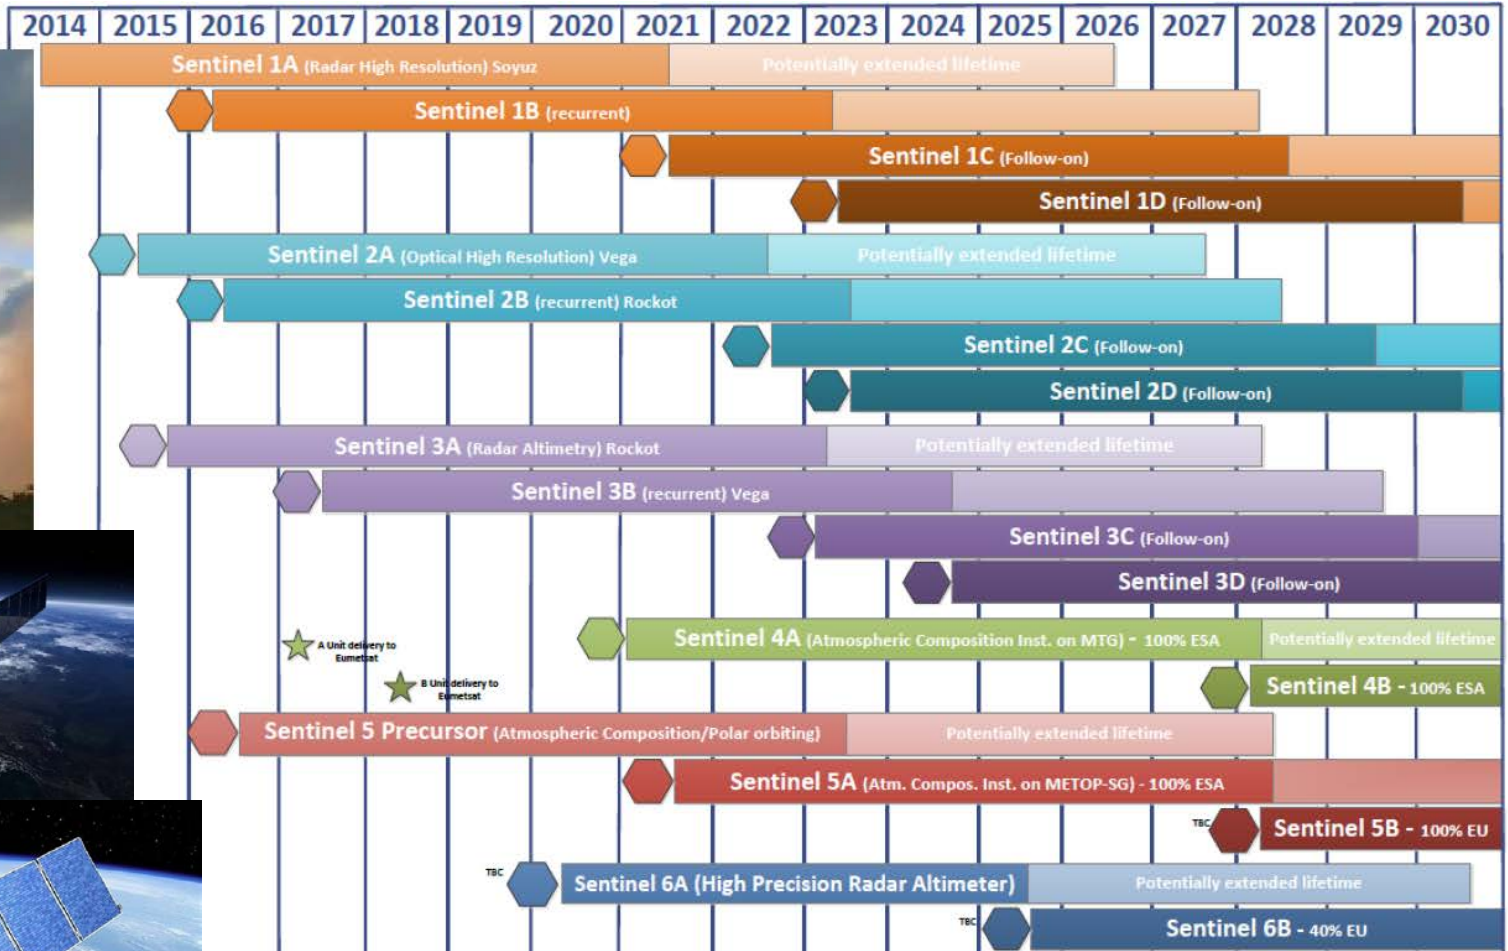 2014 2015 2016 2017 2018 2019 2020 2021 2022 2023 2024 2025 2026 2027 2028 2029 2030
Sentinel 1A (Radar High Resolution) Soyuz Potentially extended lifetime
Sentinel 1B (recurrent)
Sentinel 1C (Follow-on)
Sentinel 1D (Follow-on)
Sentinel 2A (Optical High Resolution) Vega Potentially extended lifetime
Sentinel 2B (recurrent) Rockot
Sentinel 2C (Follow-on)
Sentinel 2D (Follow-on)
Sentinel 3A (Radar Altimetry) Rockot Potentially extended lifetime
Sentinel 3B (recurrent) Vega
Sentinel 3C (Follow-on)
Sentinel 3D (Follow-on)
A Unit delivery to
Eumetsat
Sentinel 4A (Atmospheric Composition Inst. on MTG) - 100% ESA Potentially extended lifetime
B Unit delivery to
Eumetsat
Sentinel 4B - 100% ESA
Sentinel 5 Precursor (Atmospheric Composition/Polar orbiting) Potentially extended lifetime
Sentinel 5A (Atm. Compos. Inst. on METOP-SG) - 100% ESA
TBC Sentinel 5B - 100% EU
TBC Sentinel 6A (High Precision Radar Altimeter) Potentially extended lifetime
TBC Sentinel 6B - 40% EU